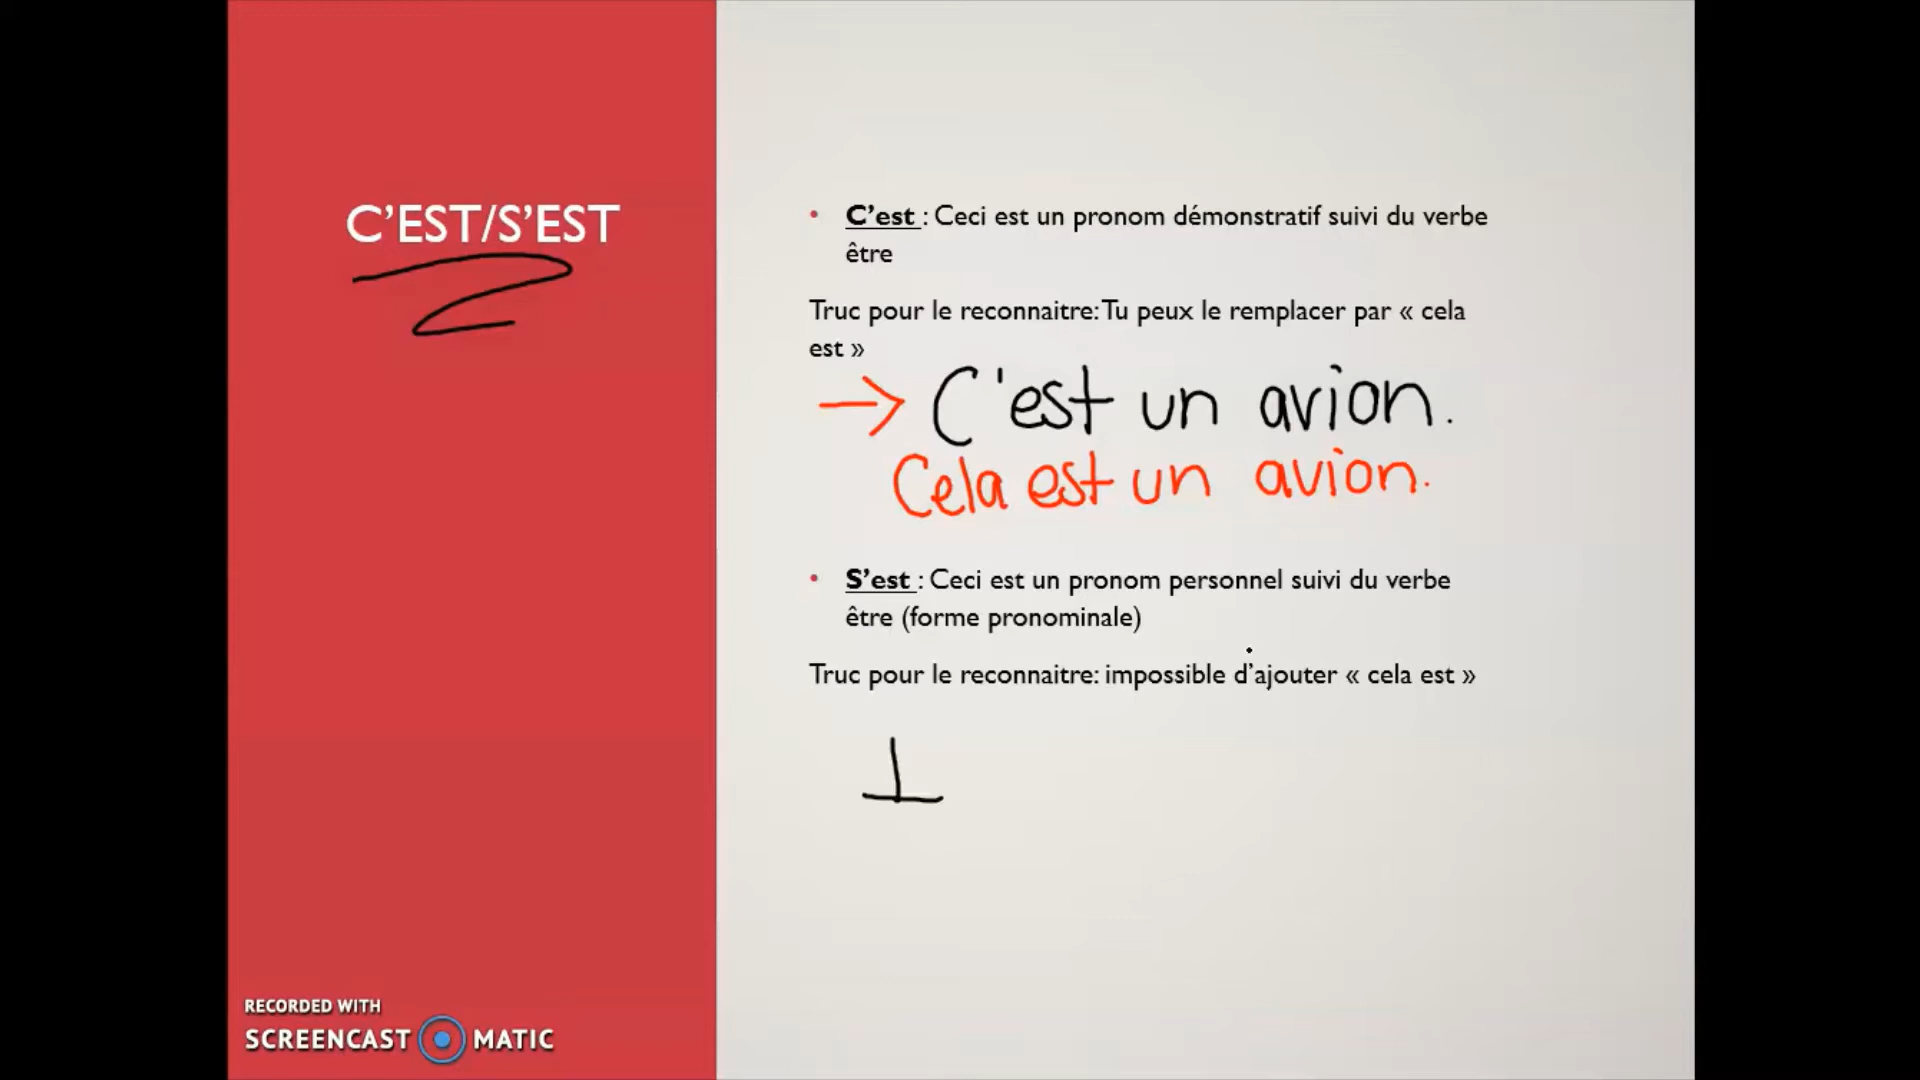 C'EST/S'EST
• C'est : Ceci est un pronom démonstratif suivi du verbe
être
Truc pour le reconnaitre: Tu peux le remplacer par « cela
est »
→ C'est un avion.
Cela est un avion.
• S'est : Ceci est un pronom personnel suivi du verbe
être (forme pronominale)
Truc pour le reconnaitre: impossible d'ajouter « cela est »
RECORDED WITH
SCREENCAST MATIC